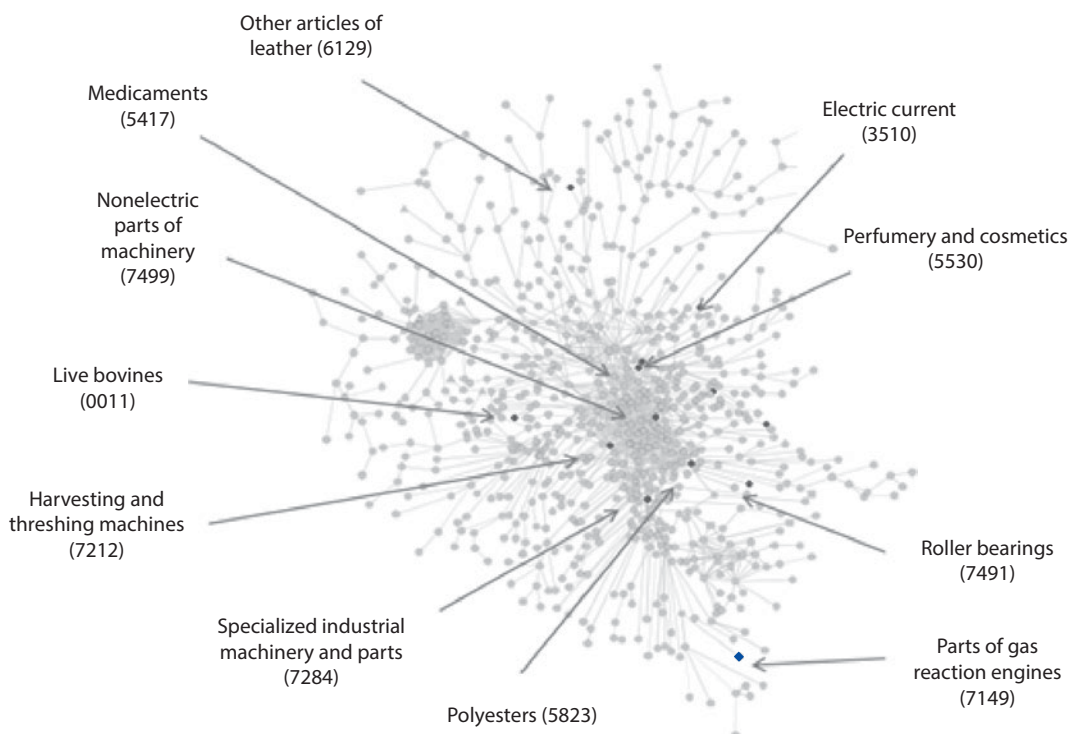 Other articles of
leather (6129)
Medicaments
(5417)
Electric current
(3510)
Nonelectric
parts of
machinery
(7499)
Perfumery and cosmetics
(5530)
Live bovines
(0011)
Harvesting and
threshing machines
(7212)
Roller bearings
(7491)
Specialized industrial
machinery and parts
(7284)
Parts of gas
reaction engines
(7149)
Polyesters (5823)